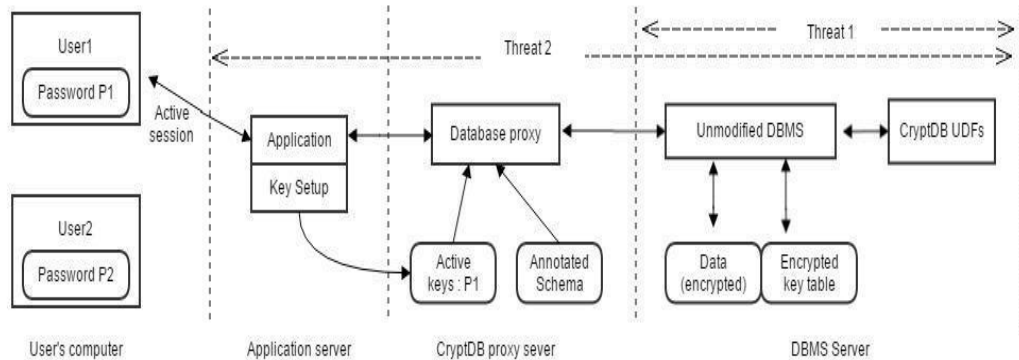 User1
Password P1
Active
session
Threat 2
Threat 1
Application
Key Setup
Database proxy
Unmodified DBMS
CryptDB UDFs
User2
Password P2
Active
keys : P1
Annotated
Schema
Data
(encrypted)
Encrypted
key table
User's computer
Application server
CryptDB proxy sever
DBMS Server